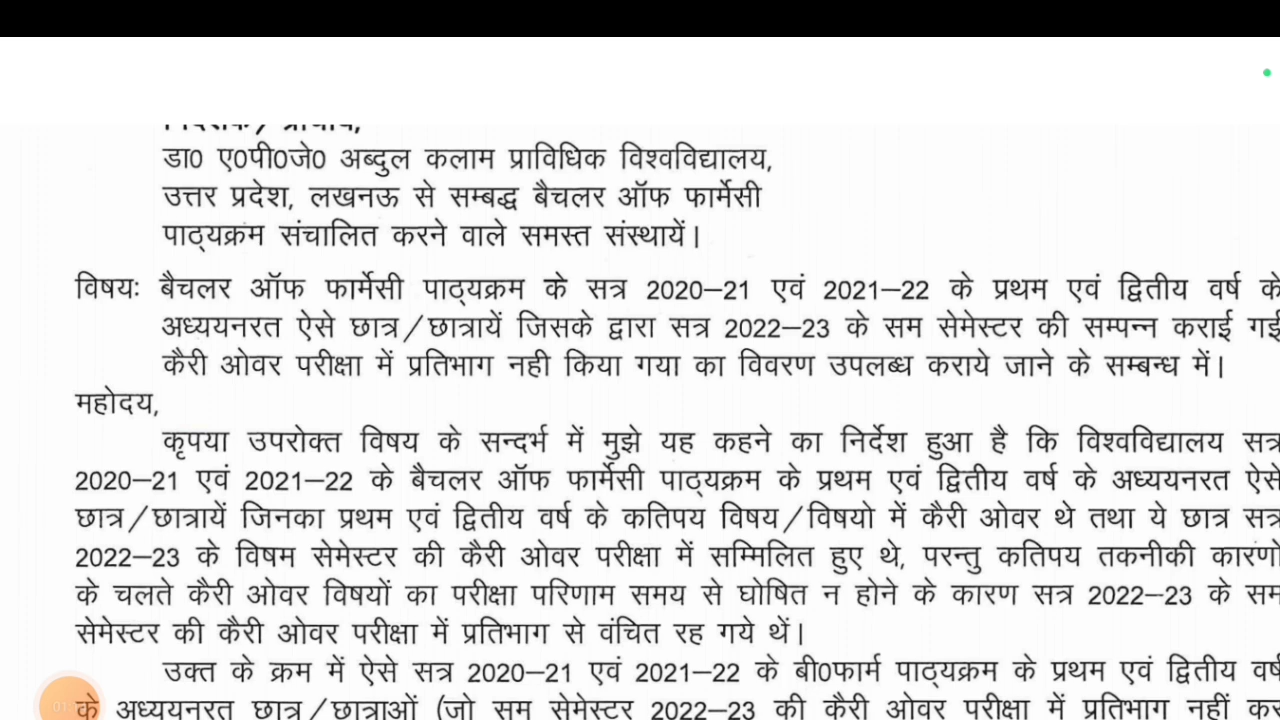 निदेशक/ प्राचार्य,
डा0 ए0पी0जे0 अब्दुल कलाम प्राविधिक विश्वविद्यालय,
उत्तर प्रदेश, लखनऊ से सम्बद्ध बैचलर ऑफ फार्मेसी
पाठ्यक्रम संचालित करने वाले समस्त संस्थायें।
विषयः बैचलर ऑफ फार्मेसी पाठ्यक्रम के सत्र 2020–21 एवं 2021–22 के प्रथम एवं द्वितीय वर्ष के
अध्ययनरत ऐसे छात्र/छात्रायें जिसके द्वारा सत्र 2022–23 के सम सेमेस्टर की सम्पन्न कराई गई
कैरी ओवर परीक्षा में प्रतिभाग नही किया गया का विवरण उपलब्ध कराये जाने के सम्बन्ध में।
महोदय,
कृपया उपरोक्त विषय के सन्दर्भ में मुझे यह कहने का निर्देश हुआ है कि विश्वविद्यालय सत्र
2020–21 एवं 2021–22 के बैचलर ऑफ फार्मेसी पाठ्यक्रम के प्रथम एवं द्वितीय वर्ष के अध्ययनरत ऐसे
छात्र/छात्रायें जिनका प्रथम एवं द्वितीय वर्ष के कतिपय विषय/विषयो में कैरी ओवर थे तथा ये छात्र सत्र
2022–23 के विषम सेमेस्टर की कैरी ओवर परीक्षा में सम्मिलित हुए थे, परन्तु कतिपय तकनीकी कारंणो
के चलते कैरी ओवर विषयों का परीक्षा परिणाम समय से घोषित न होने के कारण सत्र 2022–23 के सम
सेमेस्टर की कैरी ओवर परीक्षा में प्रतिभाग से वंचित रह गये थें।
उक्त के क्रम में ऐसे सत्र 2020–21 एवं 2021–22 के बी0फार्म पाठ्यक्रम के प्रथम एवं द्वितीय वर्ष
के अध्ययनरत छात्र/छात्राओं (जो सम सेमेस्टर 2022–23 की कैरी ओवर परीक्षा में प्रतिभाग नहीं कर